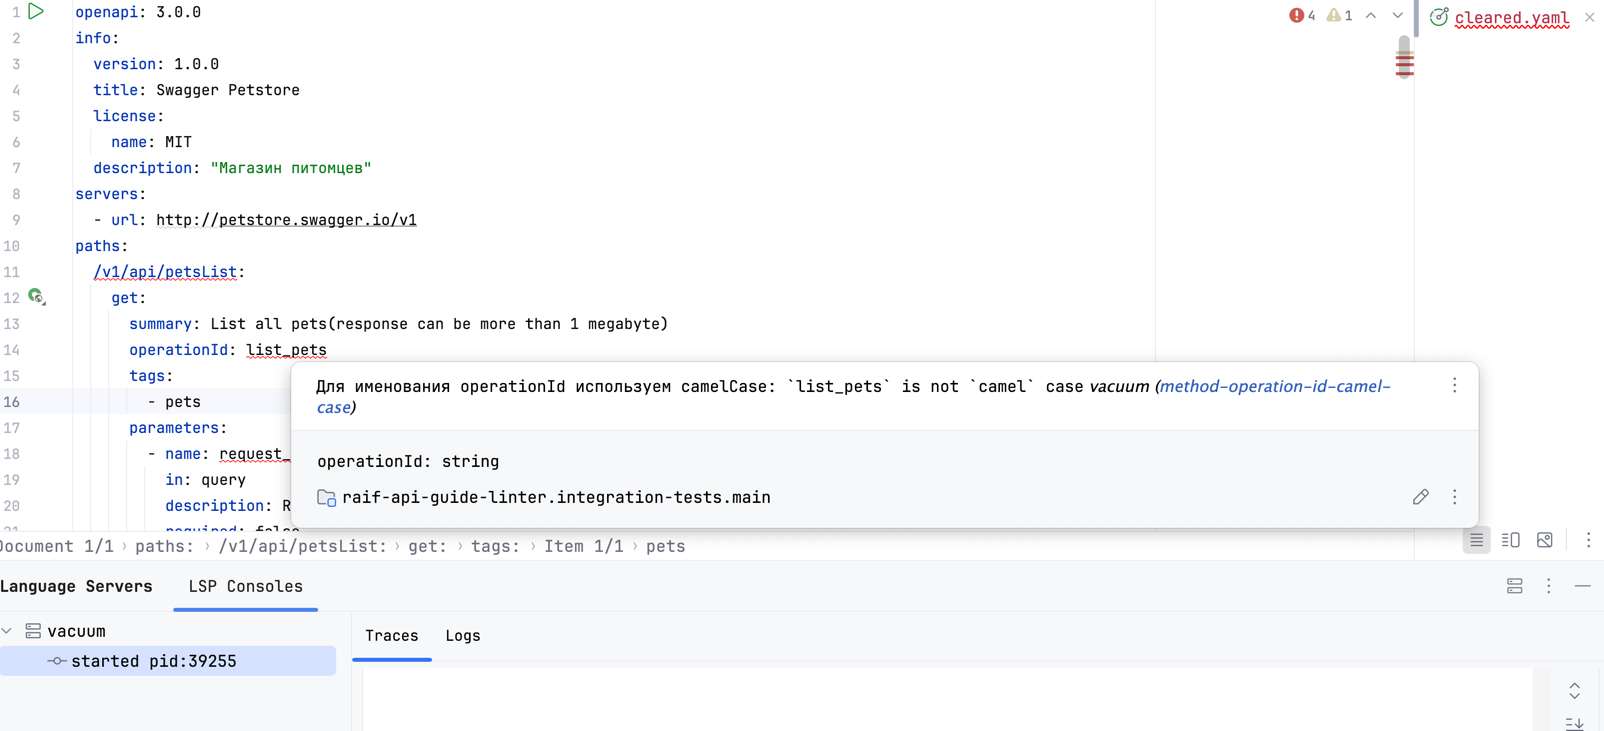 1 openapi: 3.0.0
2 info:
3 version: 1.0.0
4 title: Swagger Petstore
5 license:
6 name: MIT
7 description: "Магазин питомцев"
8 servers:
9 - url: http://petstore.swagger.io/v1
10 paths:
11 /v1/api/petsList:
12 get:
13 summary: List all pets(response can be more than 1 megabyte)
14 operationId: list_pets
15 tags:
16 - pets
17 parameters:
18 - name: request_
19 in: query
20 description: R
21 required: false
4 1
cleared.yaml
Для именования operationId используем camelCase: `list_pets` is not `camel` case vacuum (method-operation-id-camel-
case)
operationId: string
raif-api-guide-linter.integration-tests.main
Document 1/1 › paths: › /v1/api/petsList: › get: › tags: › Item 1/1 › pets
Language Servers LSP Consoles
vacuum
started pid:39255
Traces Logs